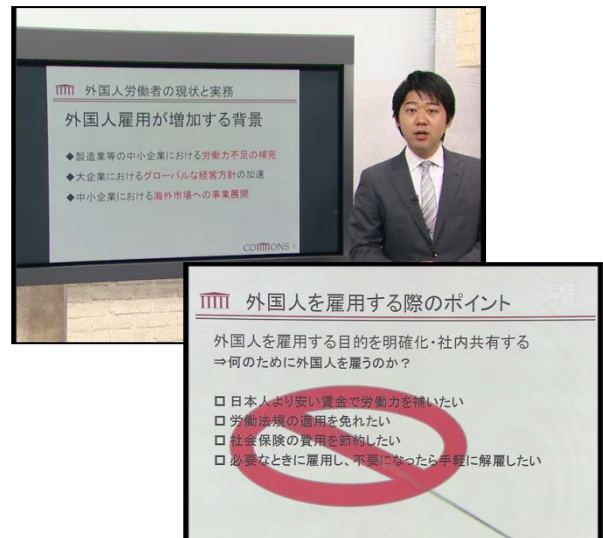 外国人労働者の現状と実務
外国人雇用が増加する背景
◆製造業等の中小企業における労働力不足の補完
◆大企業におけるグローバルな経営方針の加速
◆中小企業における海外市場への事業展開
COMMONS
外国人を雇用する際のポイント
外国人を雇用する目的を明確化・社内共有する
⇒何のために外国人を雇うのか？
□ 日本人より安い賃金で労働力を補いたい
□ 労働法規の適用を免れたい
□ 社会保険の費用を節約したい
□ 必要なときに雇用し、不要になったら手軽に解雇したい